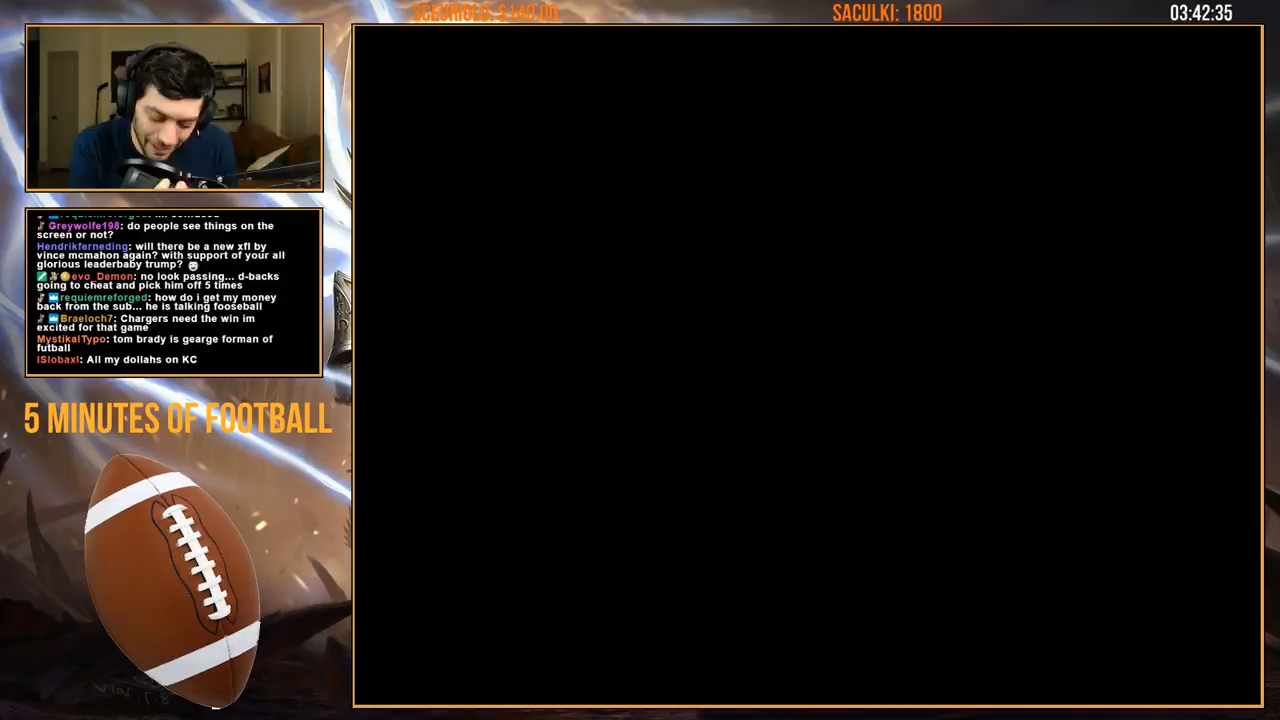 SCEURIOLU: $140.00
SACULKI: 1800
03:42:35
Greywolfe198: do people see things on the
screen or not?
Hendrikferneding: will there be a new xfl by
vince mcmahon again? with support of your all
glorious leaderbaby trump?
evo_Demon: no look passing... d-backs
going to cheat and pick him off 5 times
requiemreforged: how do i get my money
back from the sub... he is talking fooseball
Braeloch7: Chargers need the win im
excited for that game
MystikalTypo: tom brady is gearge forman of
futball
ISlobaxI: All my dollahs on KC
5 MINUTES OF FOOTBALL